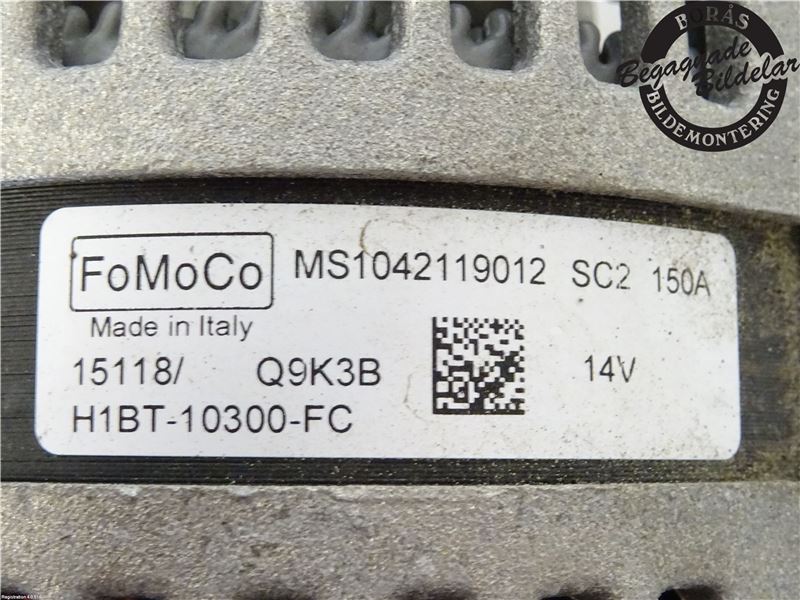 BORÅS
Begagnade
Bildelar
BILDEMONTERING
FoMoCo MS1042119012 SC2 150A
Made in Italy
15118/ Q9K3B 14V
H1BT-10300-FC